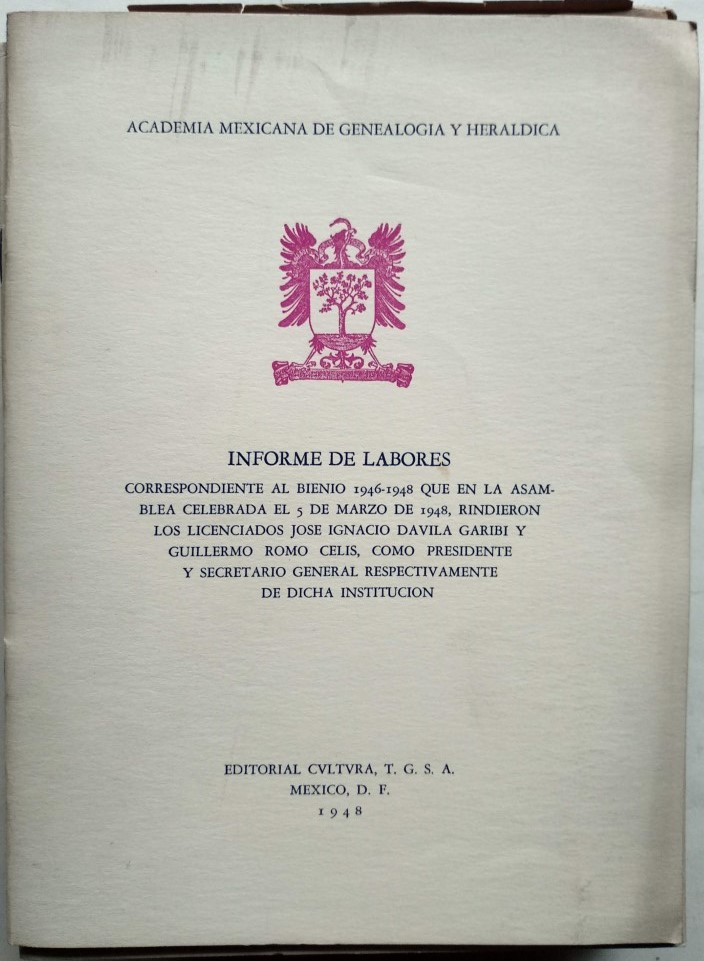 ACADEMIA MEXICANA DE GENEALOGIA Y HERALDICA
INFORME DE LABORES
CORRESPONDIENTE AL BIENIO 1946-1948 QUE EN LA ASAM-
BLEA CELEBRADA EL 5 DE MARZO DE 1948, RINDIERON
LOS LICENCIADOS JOSE IGNACIO DAVILA GARIBI Y
GUILLERMO ROMO CELIS, COMO PRESIDENTE
Y SECRETARIO GENERAL RESPECTIVAMENTE
DE DICHA INSTITUCION
EDITORIAL CVLTVRA, T. G. S. A.
MEXICO, D. F.
1948